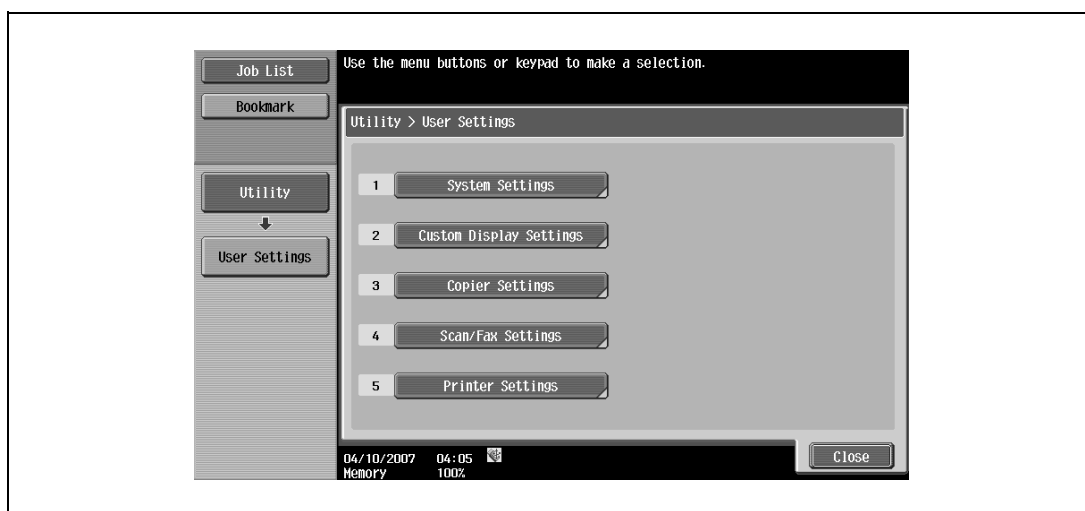 Job List
Bookmark
Utility
User Settings
Use the menu buttons or keypad to make a selection.
Utility > User Settings
1 System Settings
2 Custom Display Settings
3 Copier Settings
4 Scan/Fax Settings
5 Printer Settings
04/10/2007 04:05
Memory 100%
Close